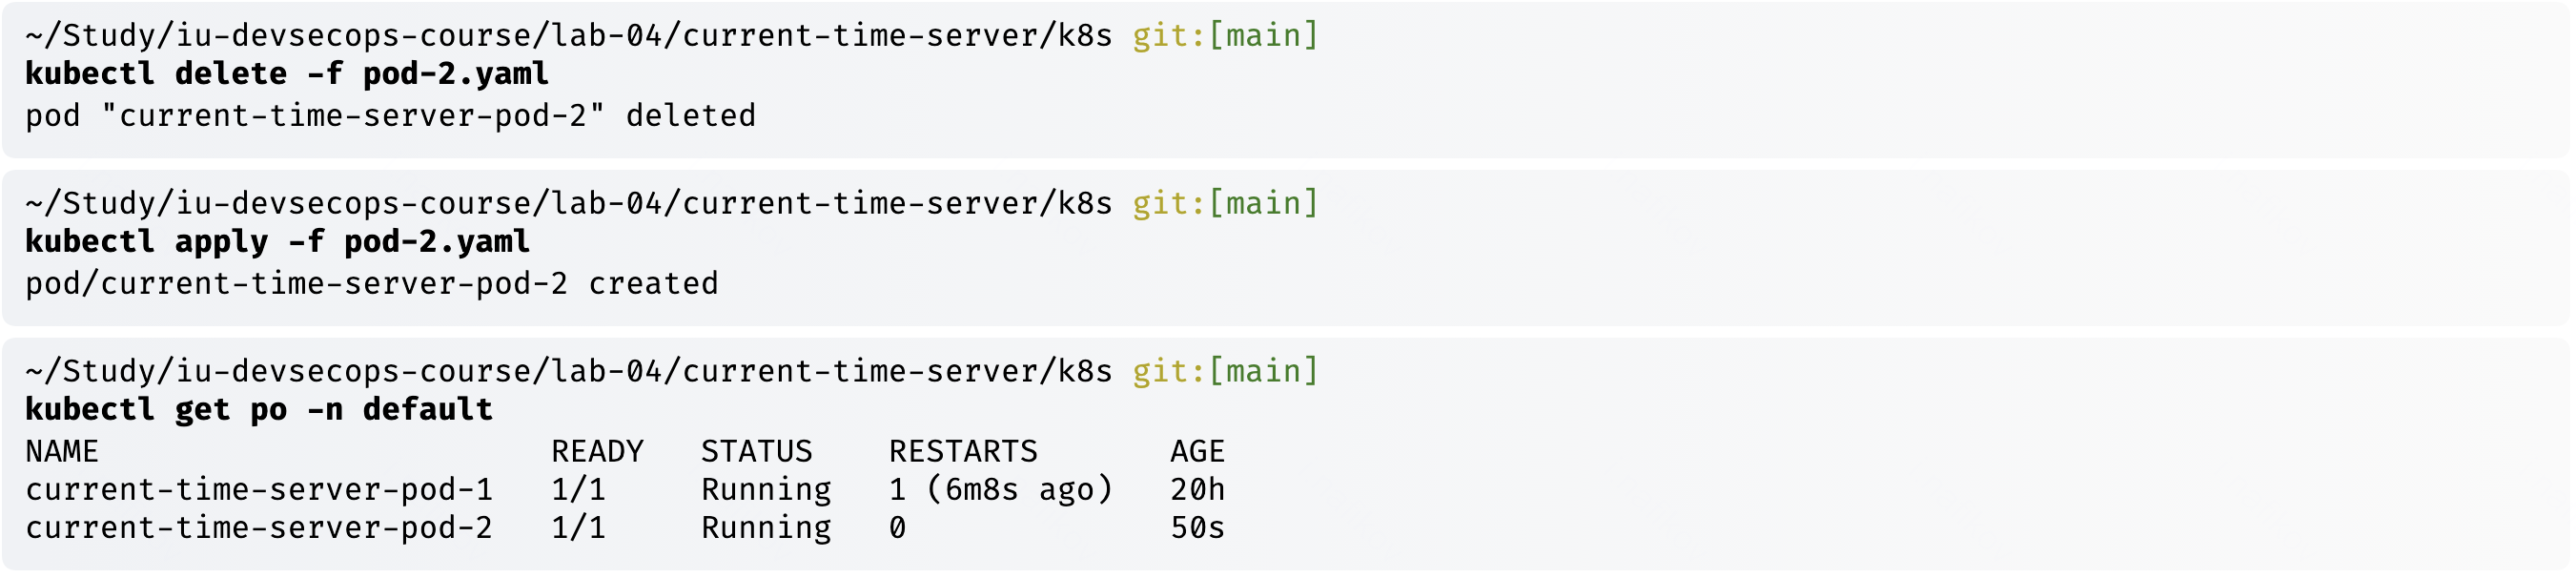 ~/Study/iu-devsecops-course/lab-04/current-time-server/k8s git:[main]
kubectl delete -f pod-2.yaml
pod "current-time-server-pod-2" deleted
~/Study/iu-devsecops-course/lab-04/current-time-server/k8s git:[main]
kubectl apply -f pod-2.yaml
pod/current-time-server-pod-2 created
~/Study/iu-devsecops-course/lab-04/current-time-server/k8s git:[main]
kubectl get po -n default
NAME                        READY   STATUS    RESTARTS       AGE
current-time-server-pod-1   1/1     Running   1 (6m8s ago)   20h
current-time-server-pod-2   1/1     Running   0              50s